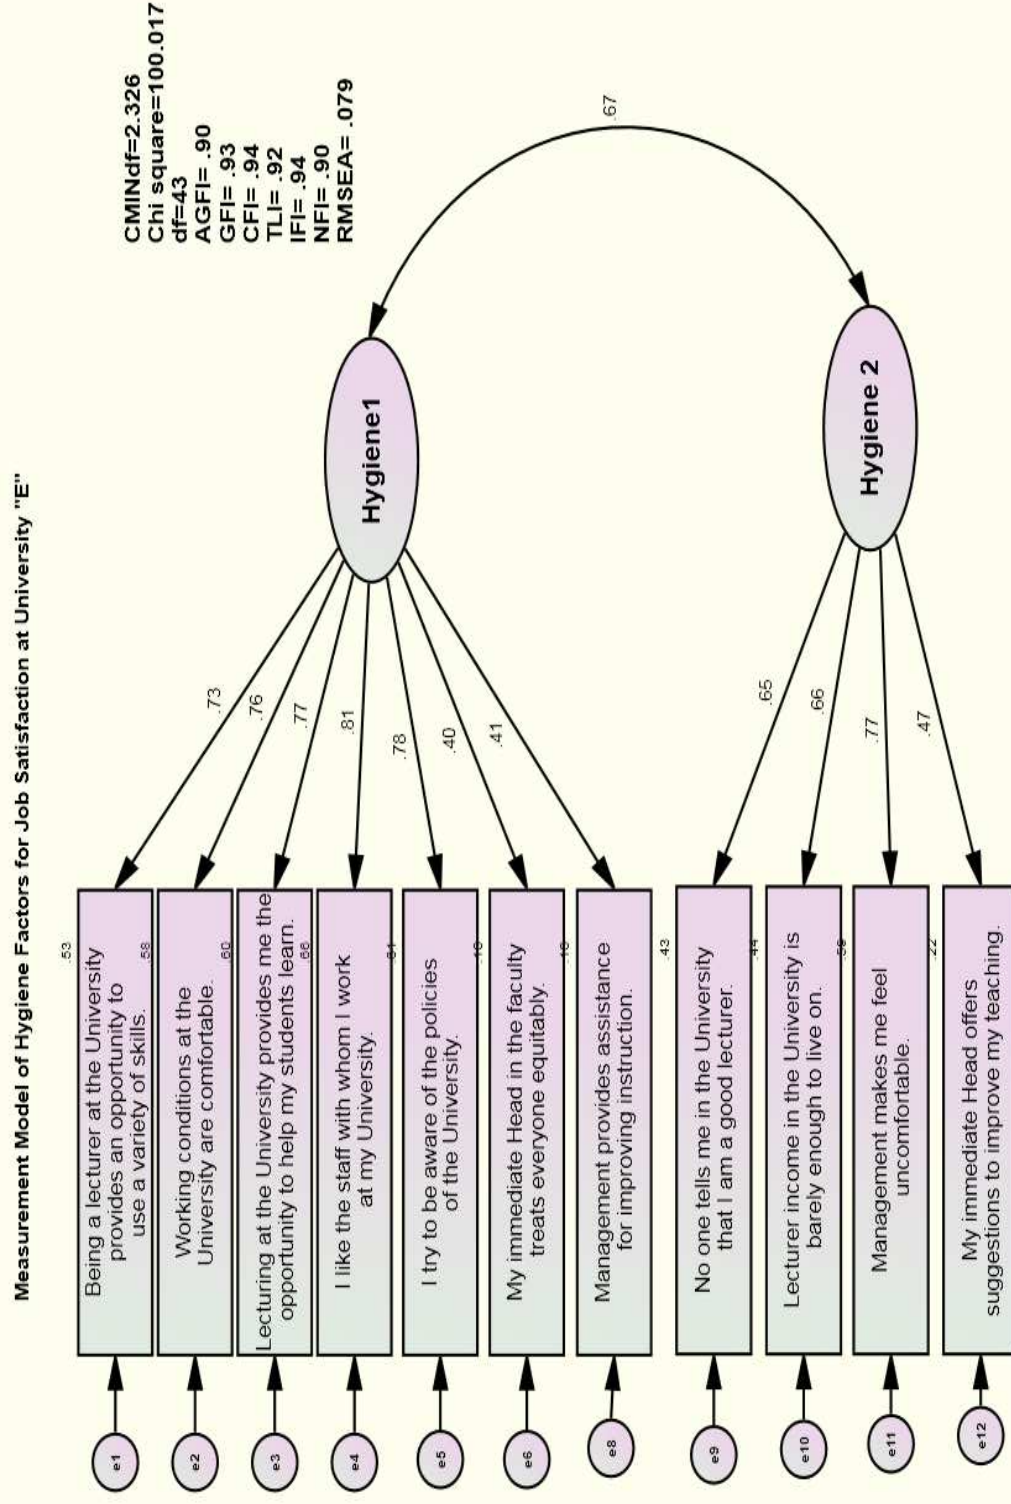 Measurement Model of Hygiene Factors for Job Satisfaction at University "E"
CMINdf=2.326
Chi square=100.017
df=43
AGFI= .90
GFI= .93
CFI= .94
TLI= .92
IFI= .94
NFI= .90
RMSEA= .079
e1
.53
Being a lecturer at the University
provides an opportunity to
use a variety of skills.
.73
e2
.58
Working conditions at the
University are comfortable.
.76
e3
.60
Lecturing at the University provides me the
opportunity to help my students learn.
.77
e4
.66
I like the staff with whom I work
at my University.
.81
e5
.61
I try to be aware of the policies
of the University.
.78
e6
.16
My immediate Head in the faculty
treats everyone equitably.
.40
e8
.16
Management provides assistance
for improving instruction.
.41
Hygiene1
.67
e9
.43
No one tells me in the University
that I am a good lecturer.
.65
e10
.44
Lecturer income in the University is
barely enough to live on.
.66
e11
.59
Management makes me feel
uncomfortable.
.77
e12
.22
My immediate Head offers
suggestions to improve my teaching.
.47
Hygiene 2